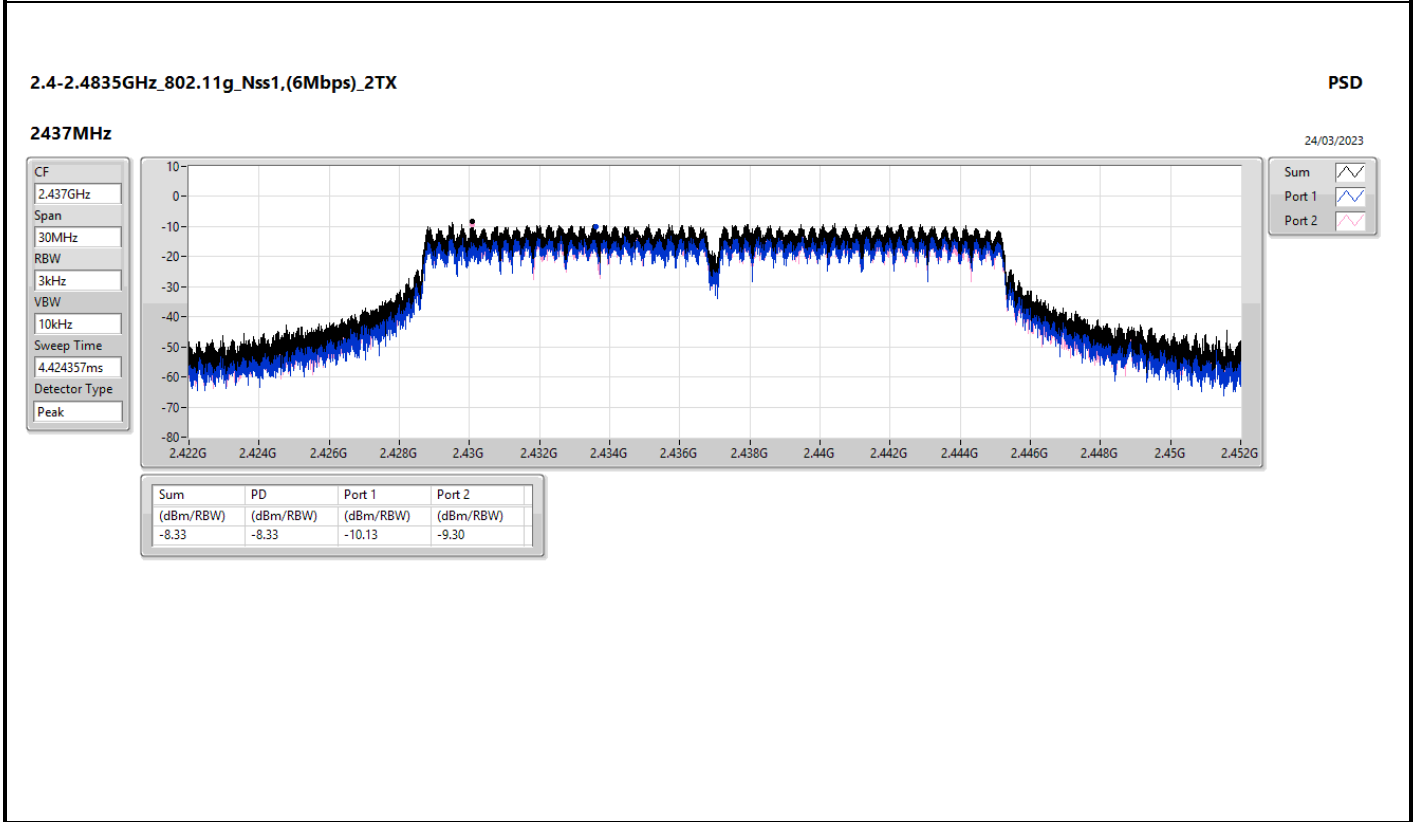 2.4-2.4835GHz_802.11g_Nss1,(6Mbps)_2TX
PSD
2437MHz
24/03/2023
CF
2.437GHz
Span
30MHz
RBW
3kHz
VBW
10kHz
Sweep Time
4.424357ms
Detector Type
Peak
10
0
-10
-20
-30
-40
-50
-60
-70
-80
2.422G 2.424G 2.426G 2.428G 2.43G 2.432G 2.434G 2.436G 2.438G 2.44G 2.442G 2.444G 2.446G 2.448G 2.45G 2.452G
Sum
Port 1
Port 2
Sum PD Port 1 Port 2
(dBm/RBW) (dBm/RBW) (dBm/RBW) (dBm/RBW)
-8.33 -8.33 -10.13 -9.30